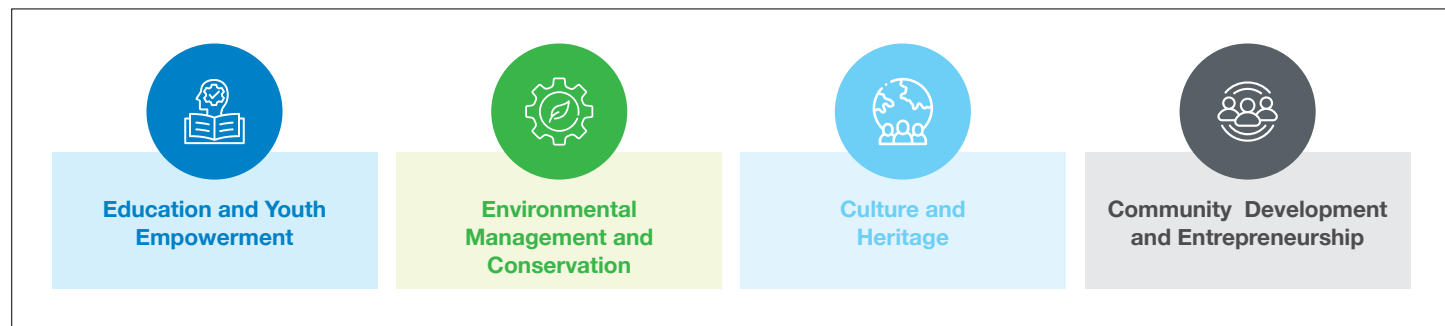 Education and Youth
Empowerment
Environmental
Management and
Conservation
Culture and
Heritage
Community Development
and Entrepreneurship